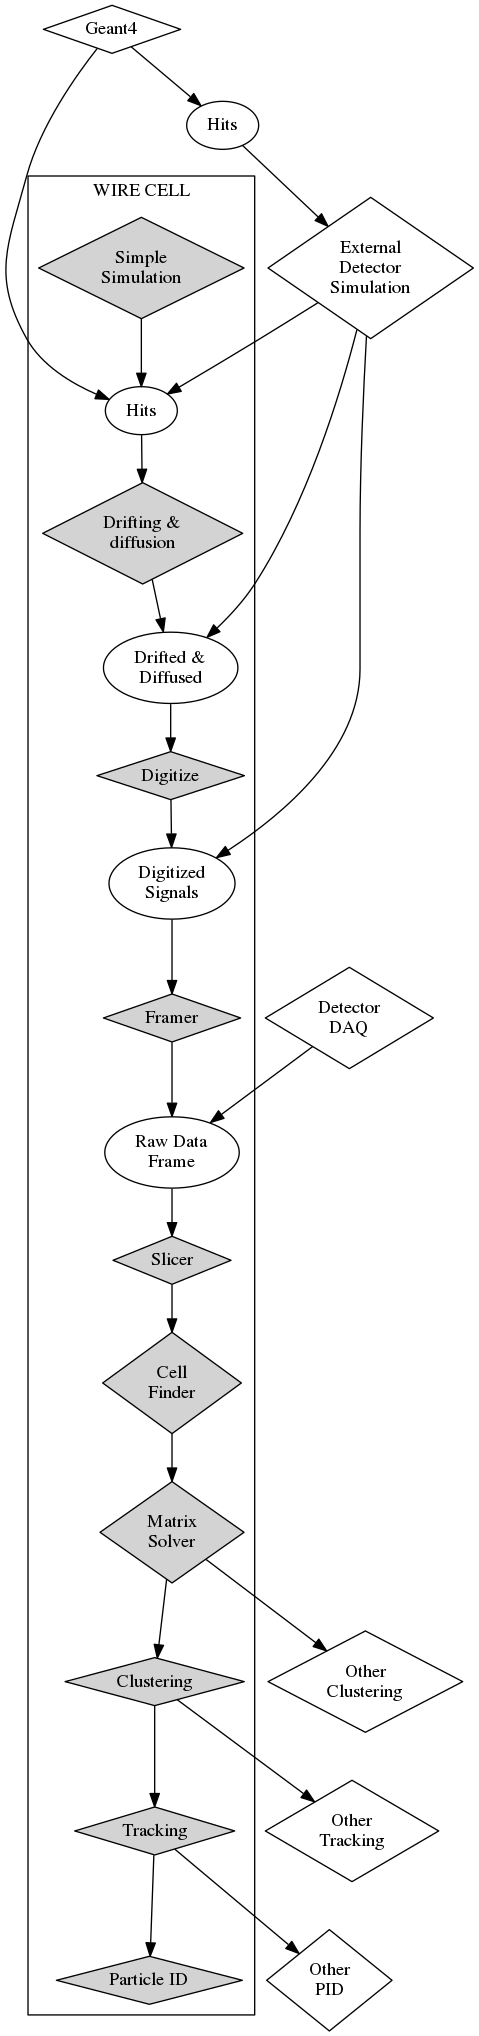 Geant4
Hits
WIRE CELL
Simple
Simulation
External
Detector
Simulation
Hits
Drifting &
diffusion
Drifted &
Diffused
Digitize
Digitized
Signals
Framer
Detector
DAQ
Raw Data
Frame
Slicer
Cell
Finder
Matrix
Solver
Clustering
Other
Clustering
Tracking
Other
Tracking
Particle ID
Other
PID